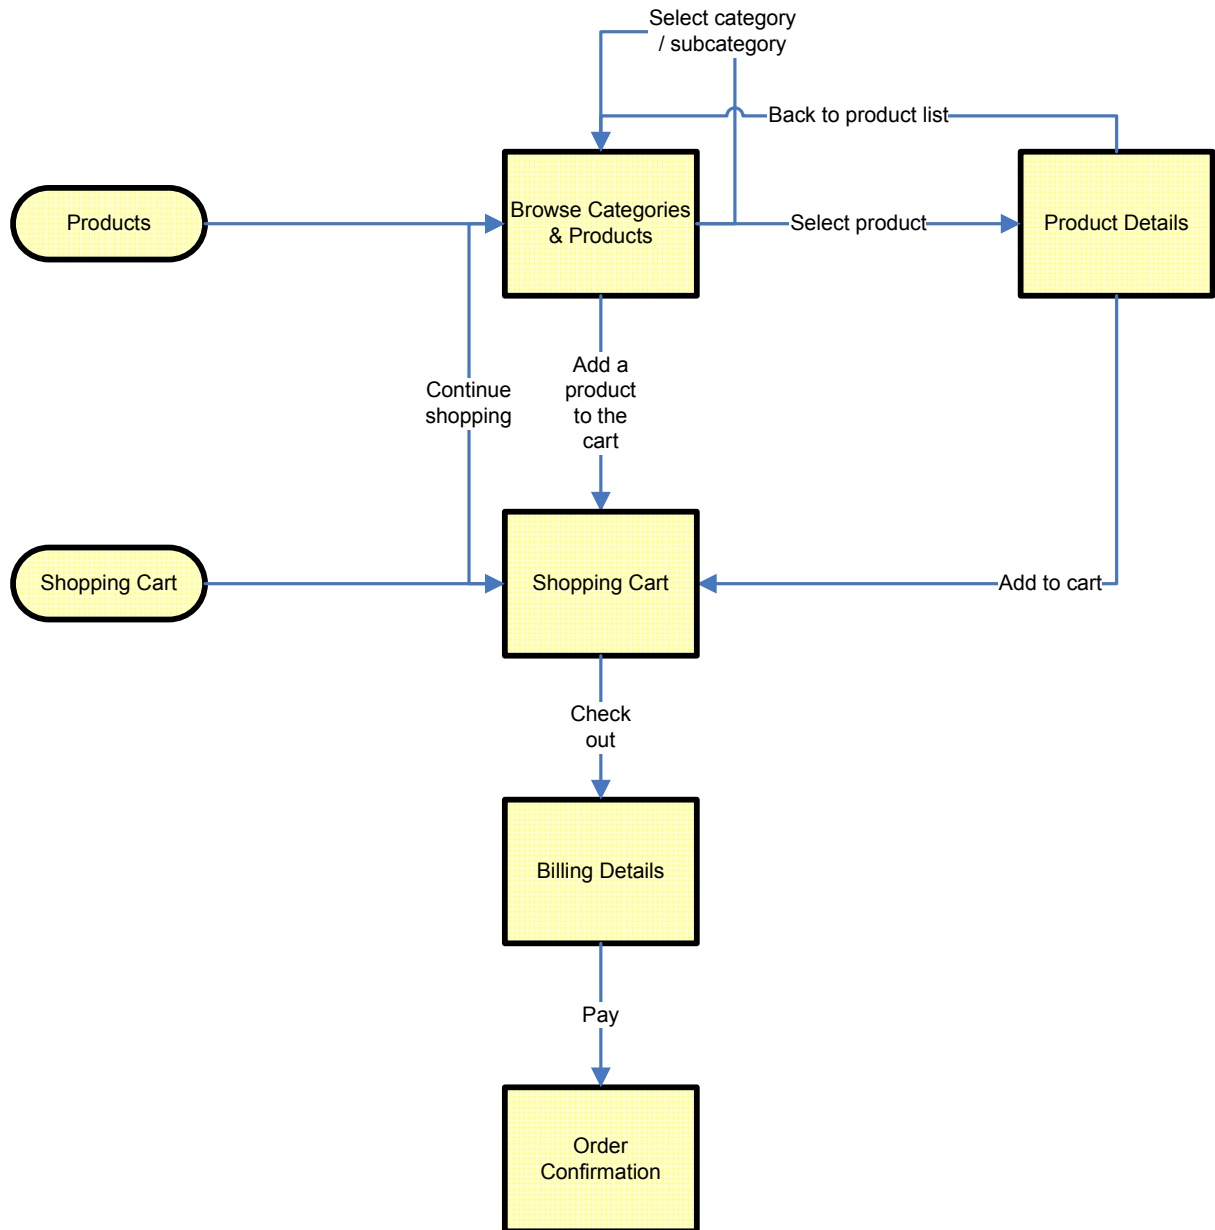 Select category
/ subcategory
Back to product list
Products
Browse Categories
& Products
Select product
Product Details
Continue
shopping
Add a
product
to the
cart
Shopping Cart
Shopping Cart
Add to cart
Check
out
Billing Details
Pay
Order
Confirmation